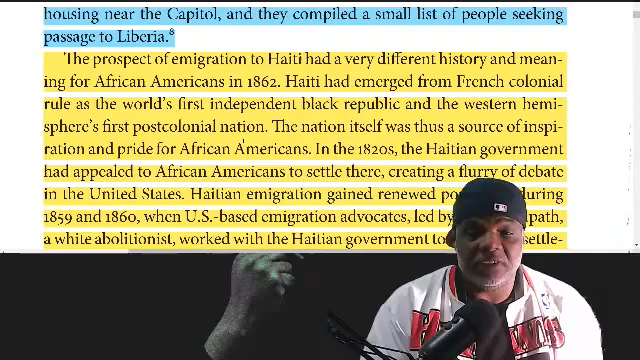 housing near the Capitol, and they compiled a small list of people seeking
passage to Liberia.8
The prospect of emigration to Haiti had a very different history and mean-
ing for African Americans in 1862. Haiti had emerged from French colonial
rule as the world's first independent black republic and the western hemi-
sphere's first postcolonial nation. The nation itself was thus a source of inspi-
ration and pride for African Americans. In the 1820s, the Haitian government
had appealed to African Americans to settle there, creating a flurry of debate
in the United States. Haitian emigration gained renewed during
1859 and 1860, when U.S.-based emigration advocates, led by path,
a white abolitionist, worked with the Haitian government to settle-